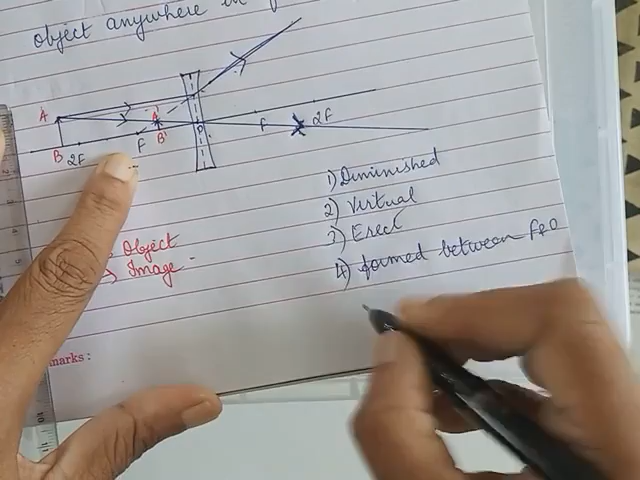 object anywhere in
A
A'
B
2F
F
B'
P
F
2F
1) Diminished
2) Virtual
3) Erect
4) formed between F&O
Object
→ Image
marks: